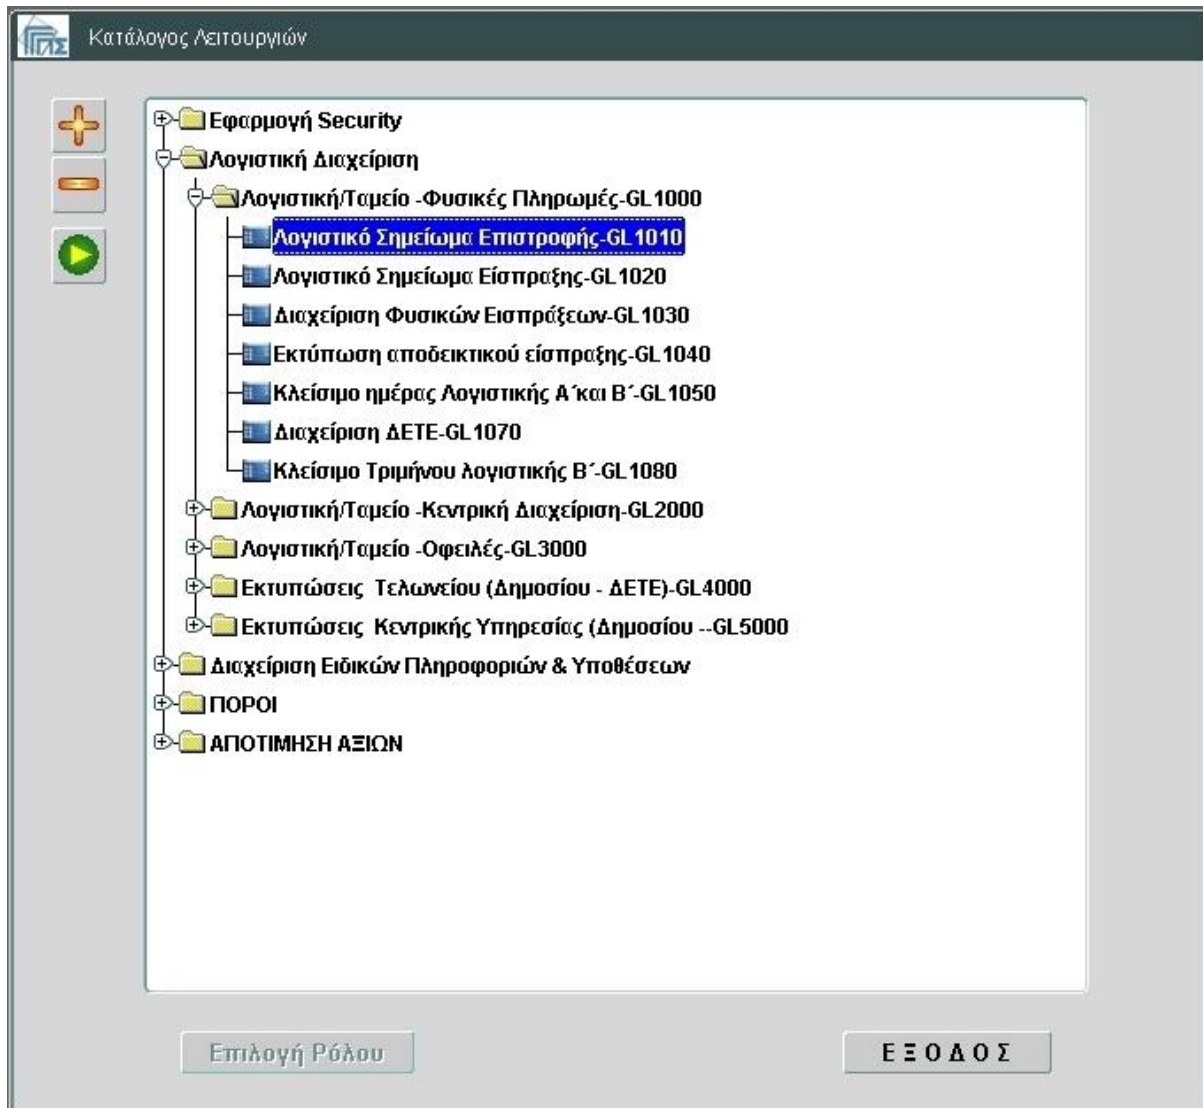 ΓΓΠΣ
Κατάλογος Λειτουργιών
Εφαρμογή Security
Λογιστική Διαχείριση
Λογιστική/Ταμείο -Φυσικές Πληρωμές-GL1000
Λογιστικό Σημείωμα Επιστροφής-GL1010
Λογιστικό Σημείωμα Είσπραξης-GL1020
Διαχείριση Φυσικών Εισπράξεων-GL1030
Εκτύπωση αποδεικτικού είσπραξης-GL1040
Κλείσιμο ημέρας Λογιστικής Α΄και Β΄-GL1050
Διαχείριση ΔΕΤΕ-GL1070
Κλείσιμο Τριμήνου λογιστικής Β΄-GL1080
Λογιστική/Ταμείο -Κεντρική Διαχείριση-GL2000
Λογιστική/Ταμείο -Οφειλές-GL3000
Εκτυπώσεις Τελωνείου (Δημοσίου - ΔΕΤΕ)-GL4000
Εκτυπώσεις Κεντρικής Υπηρεσίας (Δημοσίου --GL5000
Διαχείριση Ειδικών Πληροφοριών & Υποθέσεων
ΠΟΡΟΙ
ΑΠΟΤΙΜΗΣΗ ΑΞΙΩΝ
Επιλογή Ρόλου
Ε Ξ Ο Δ Ο Σ